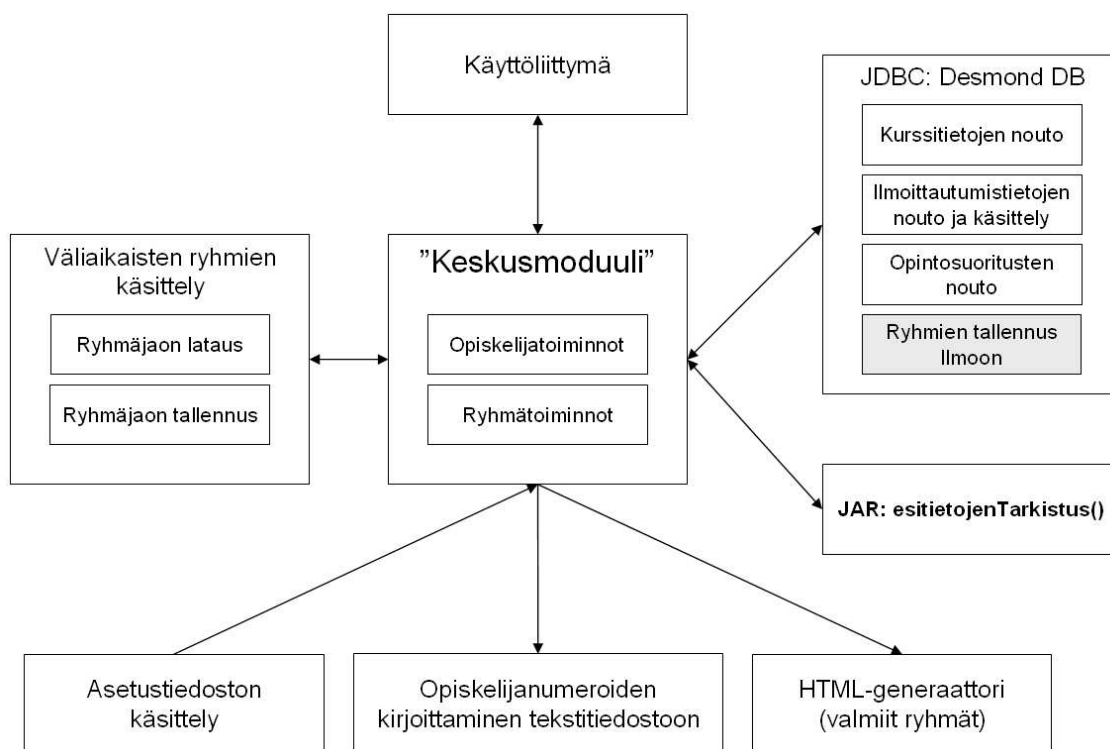 Käyttöliittymä
JDBC: Desmond DB
Kurssitietojen nouto
Ilmoittautumistietojen
nouto ja käsittely
Opintosuoritusten
nouto
Ryhmien tallennus
Ilmoon
Väliaikaisten ryhmien
käsittely
Ryhmäjaon lataus
Ryhmäjaon tallennus
"Keskusmoduuli"
Opiskelijatoiminnot
Ryhmätoiminnot
JAR: esitietojenTarkistus()
Asetustiedoston
käsittely
Opiskelijanumeroiden
kirjoittaminen tekstitiedostoon
HTML-generaattori
(valmiit ryhmät)